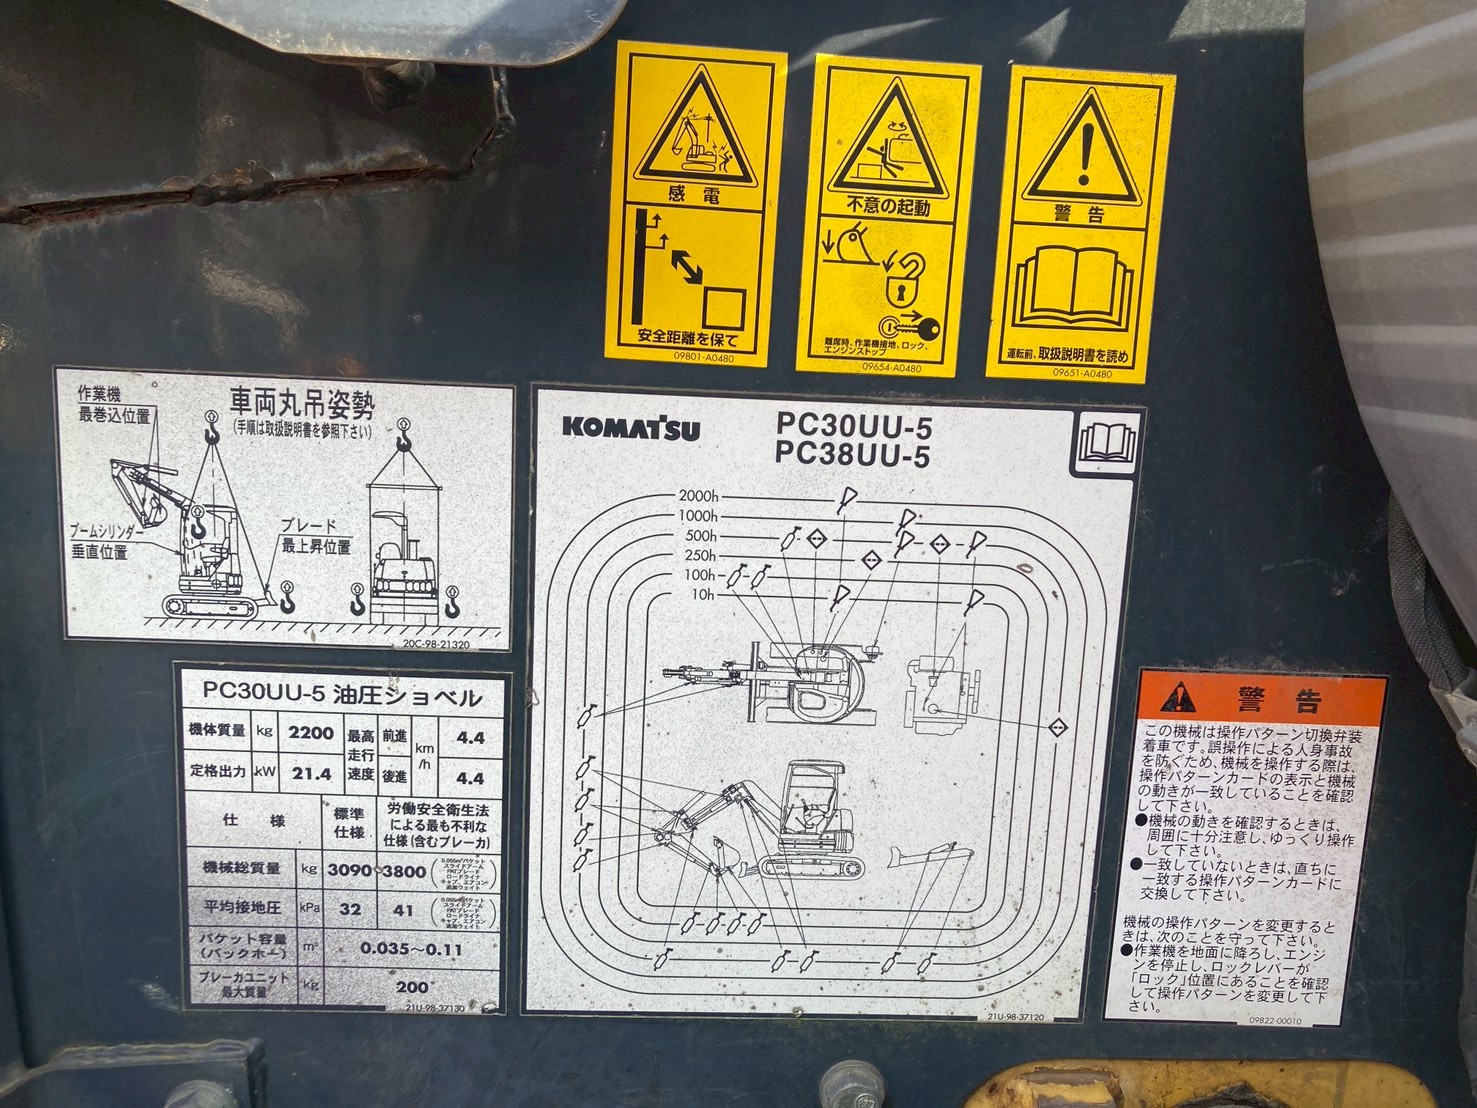 感電
安全距離を保て
09801-A0480
不意の起動
離席時、作業機接地、ロック、
エンジンストップ
09654-A0480
警告
運転前、取扱説明書を読め
09651-A0480
作業機
最巻込位置
車両丸吊姿勢
(手順は取扱説明書を参照下さい)
ブームシリンダー
垂直位置
ブレード
最上昇位置
20C-98-21320
KOMATSU
PC30UU-5
PC38UU-5
2000h
1000h
500h
250h
100h
10h
21U-98-37120
PC30UU-5 油圧ショベル
機体質量 kg 2200 最高走行速度 前進 km/h 4.4
定格出力 kW 21.4 後進 4.4
仕様 標準仕様 労働安全衛生法による最も不利な仕様(含むブレーカ)
機械総質量 kg 3090 3800
平均接地圧 kPa 32 41
バケット容量(バックホー) m³ 0.035～0.11
ブレーカユニット最大質量 kg 200
21U-98-37130
警告
この機械は操作パターン切換弁装
着車です。誤操作による人身事故
を防ぐため、機械を操作する際は、
操作パターンカードの表示と機械
の動きが一致していることを確認
して下さい。
●機械の動きを確認するときは、
周囲に十分注意し、ゆっくり操作
して下さい。
●一致していないときは、直ちに
一致する操作パターンカードに
交換して下さい。
機械の操作パターンを変更すると
きは、次のことを守って下さい。
●作業機を地面に降ろし、エンジ
ンを停止し、ロックレバーが
「ロック」位置にあることを確認
して操作パターンを変更して下
さい。
09822-00010